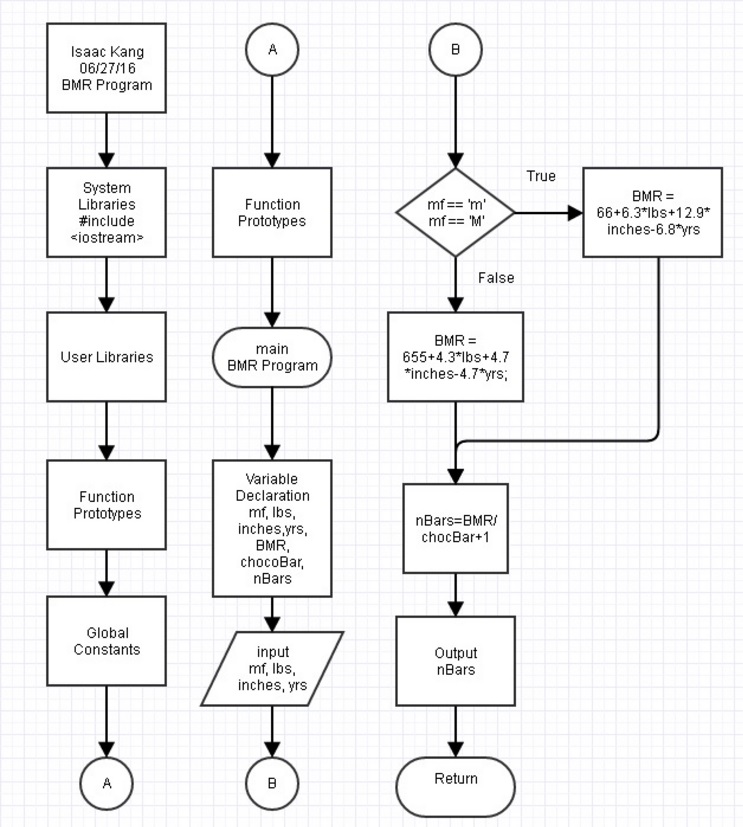 Isaac Kang
06/27/16
BMR Program
System
Libraries
#include
<iostream>
User Libraries
Function
Prototypes
Global
Constants
A
A
Function
Prototypes
main
BMR Program
Variable
Declaration
mf, lbs,
inches,yrs,
BMR,
chocoBar,
nBars
input
mf, lbs,
inches, yrs
B
B
mf == 'm'
mf == 'M'
True
BMR =
66+6.3*lbs+12.9*
inches-6.8*yrs
False
BMR =
655+4.3*lbs+4.7
*inches-4.7*yrs;
nBars=BMR/
chocBar+1
Output
nBars
Return